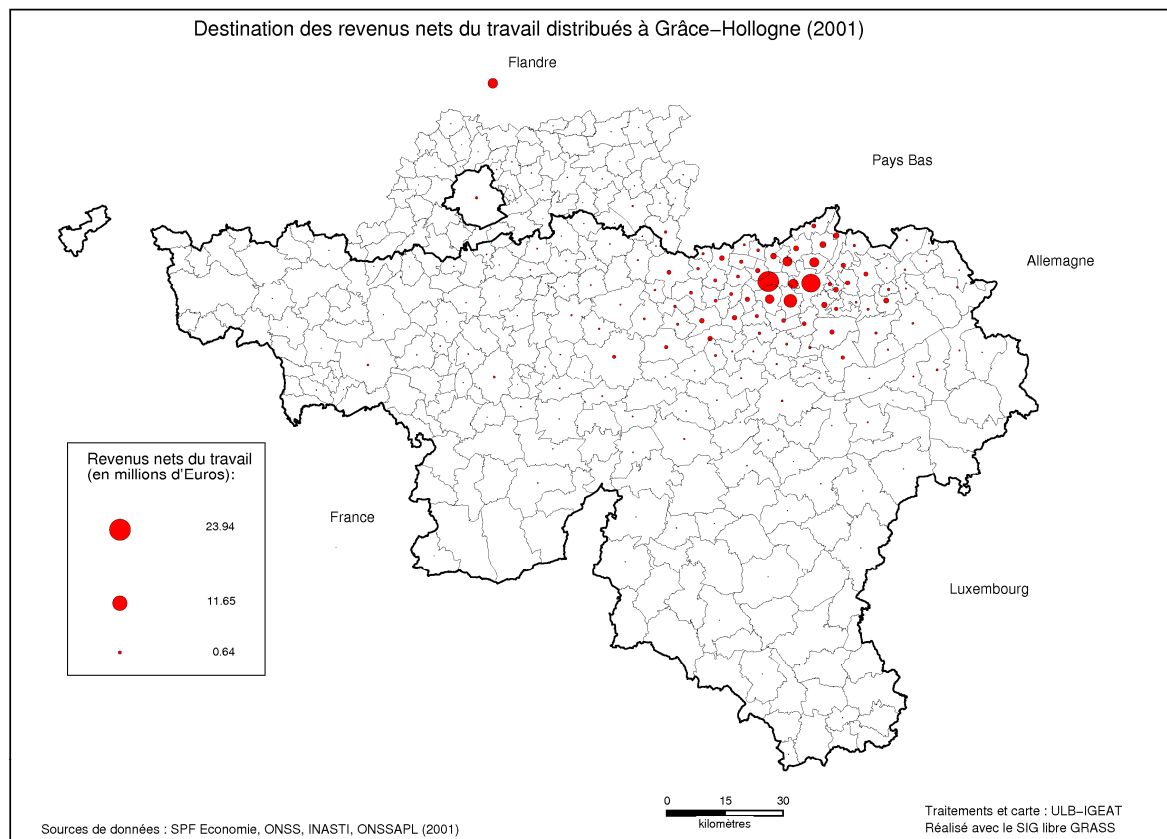 Destination des revenus nets du travail distribués à Grâce−Hollogne (2001)
Flandre
Pays Bas
Allemagne
Revenus nets du travail
(en millions d'Euros):
23.94
11.65
0.64
France
Luxembourg
0 15 30
kilomètres
Sources de données : SPF Economie, ONSS, INASTI, ONSSAPL (2001)
Traitements et carte : ULB−IGEAT
Réalisé avec le SIG libre GRASS